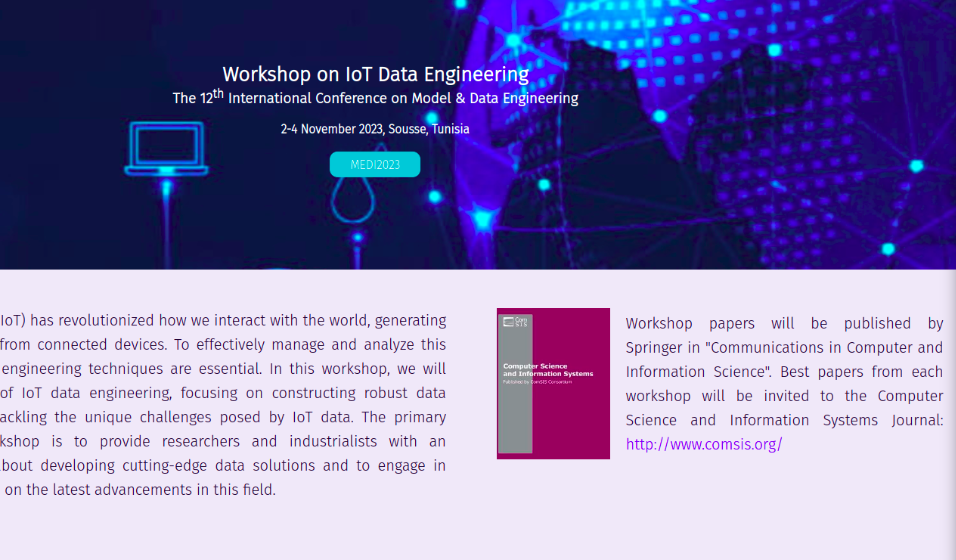 Workshop on IoT Data Engineering
The 12th International Conference on Model & Data Engineering
2-4 November 2023, Sousse, Tunisia
MEDI2023
IoT) has revolutionized how we interact with the world, generating
from connected devices. To effectively manage and analyze this
engineering techniques are essential. In this workshop, we will
of IoT data engineering, focusing on constructing robust data
ackling the unique challenges posed by IoT data. The primary
kshop is to provide researchers and industrialists with an
bout developing cutting-edge data solutions and to engage in
on the latest advancements in this field.
Com
SIS
Computer Science
and Information Systems
Published by ComSIS Consortium
Workshop papers will be published by
Springer in "Communications in Computer and
Information Science". Best papers from each
workshop will be invited to the Computer
Science and Information Systems Journal:
http://www.comsis.org/